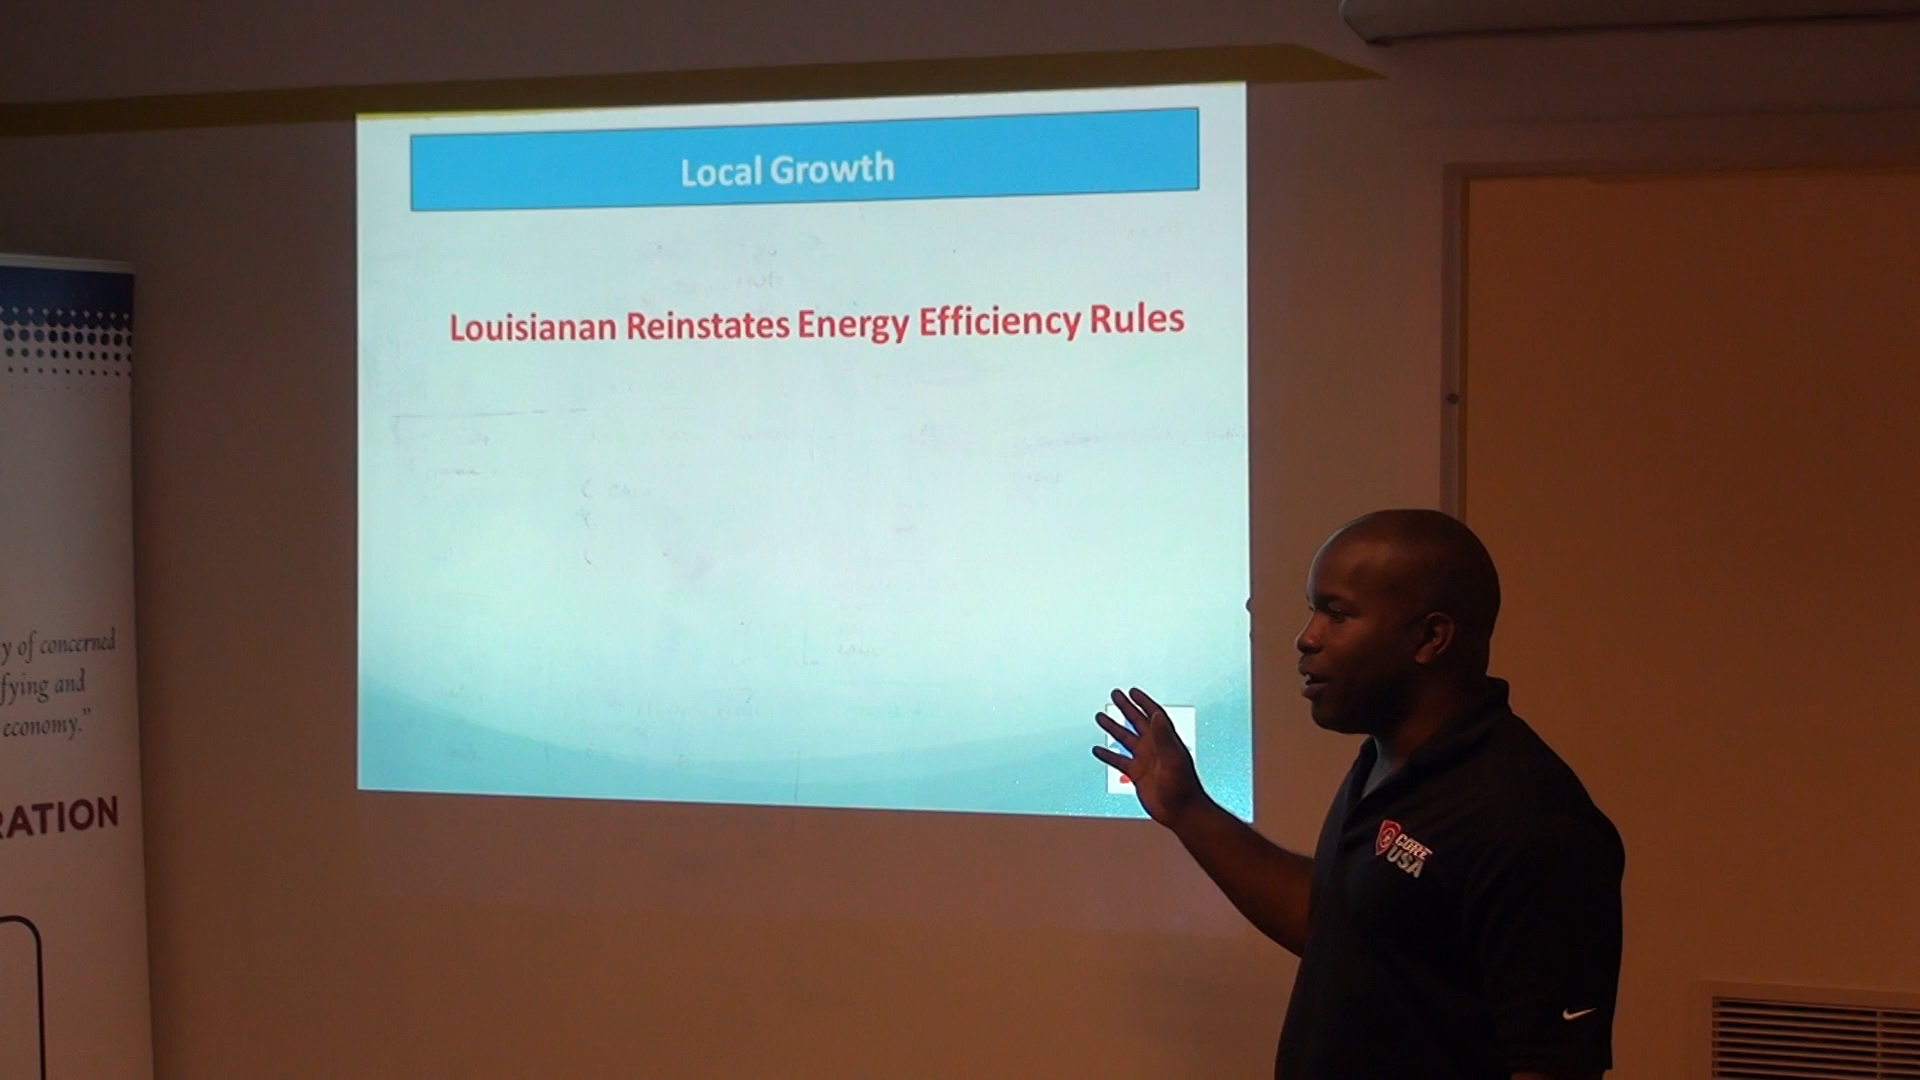 Local Growth
Louisianan Reinstates Energy Efficiency Rules
y of concerned
fying and
economy.”
RATION
CORE
USA